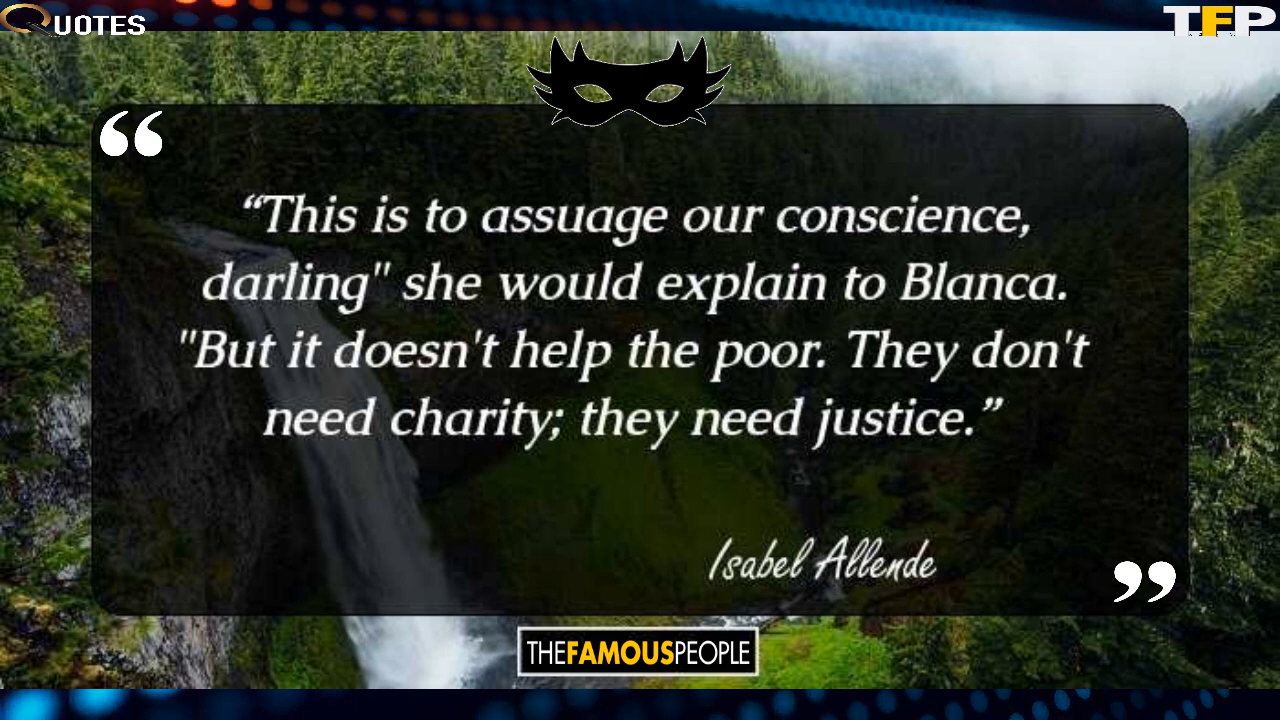 QUOTES
TFP
“
“This is to assuage our conscience,
darling" she would explain to Blanca.
"But it doesn't help the poor. They don't
need charity; they need justice.”
Isabel Allende
”
THEFAMOUSPEOPLE